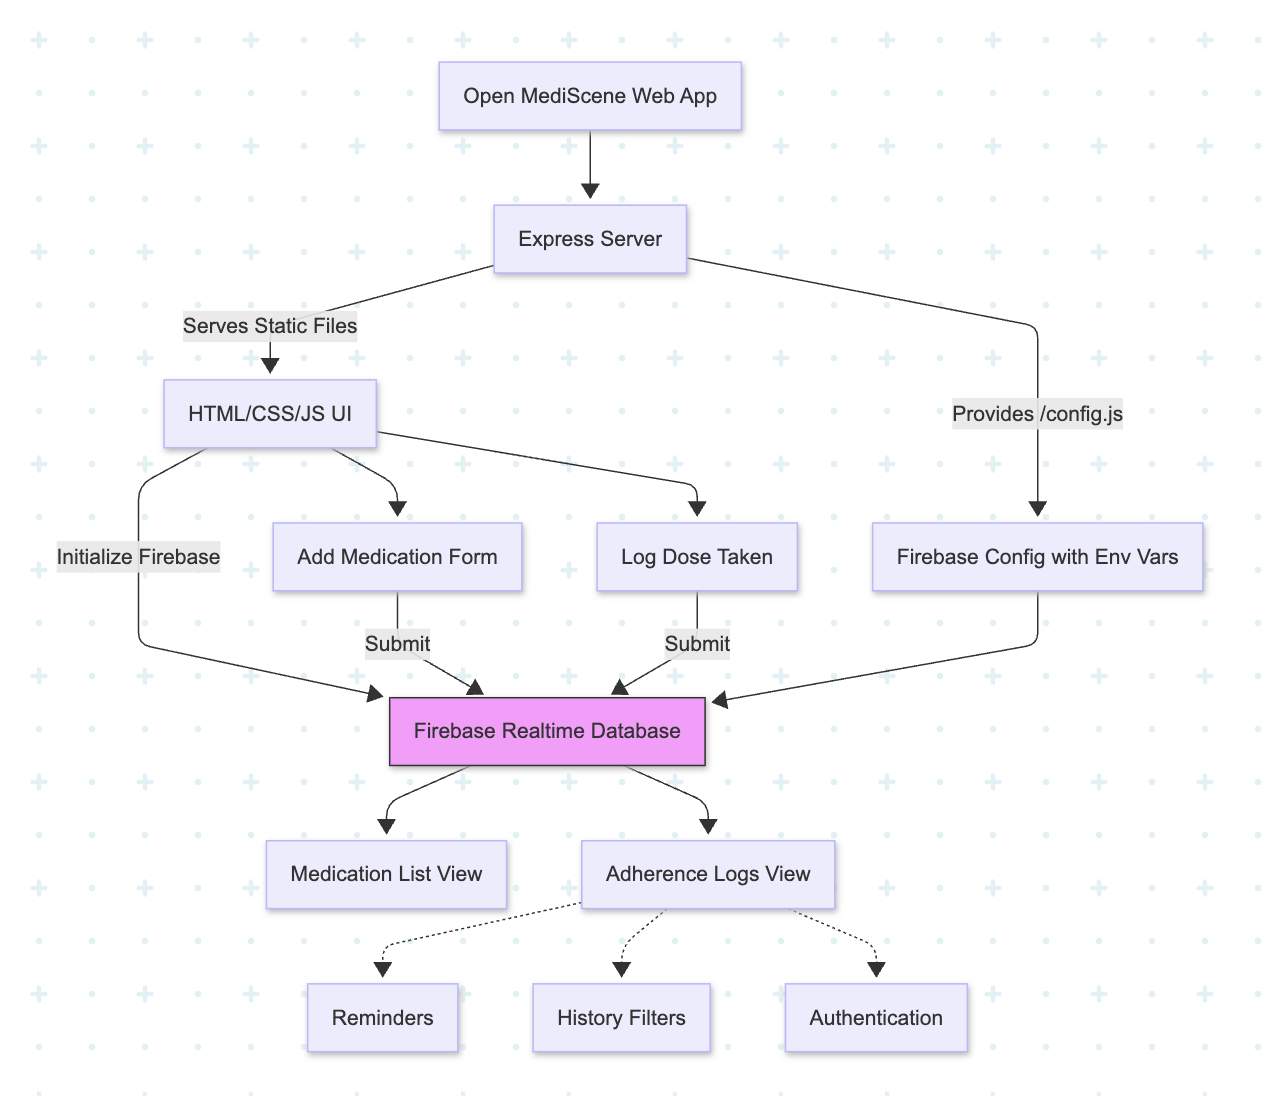 Open MediScene Web App
Express Server
Serves Static Files
HTML/CSS/JS UI
Provides /config.js
Initialize Firebase
Add Medication Form
Log Dose Taken
Firebase Config with Env Vars
Submit
Submit
Firebase Realtime Database
Medication List View
Adherence Logs View
Reminders
History Filters
Authentication